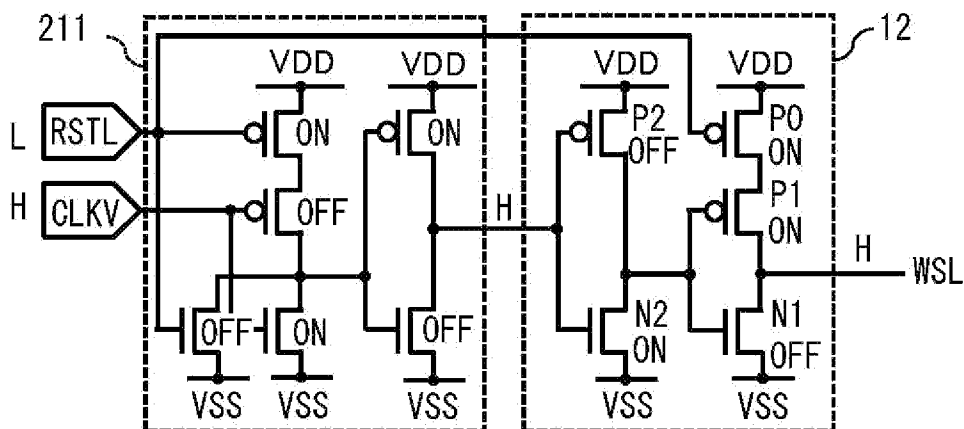 211
12
VDD
VDD
VDD
VDD
L
RSTL
ON
ON
P2
OFF
P0
ON
H
CLKV
OFF
H
P1
ON
H
WSL
OFF
ON
OFF
N2
ON
N1
OFF
VSS
VSS
VSS
VSS
VSS